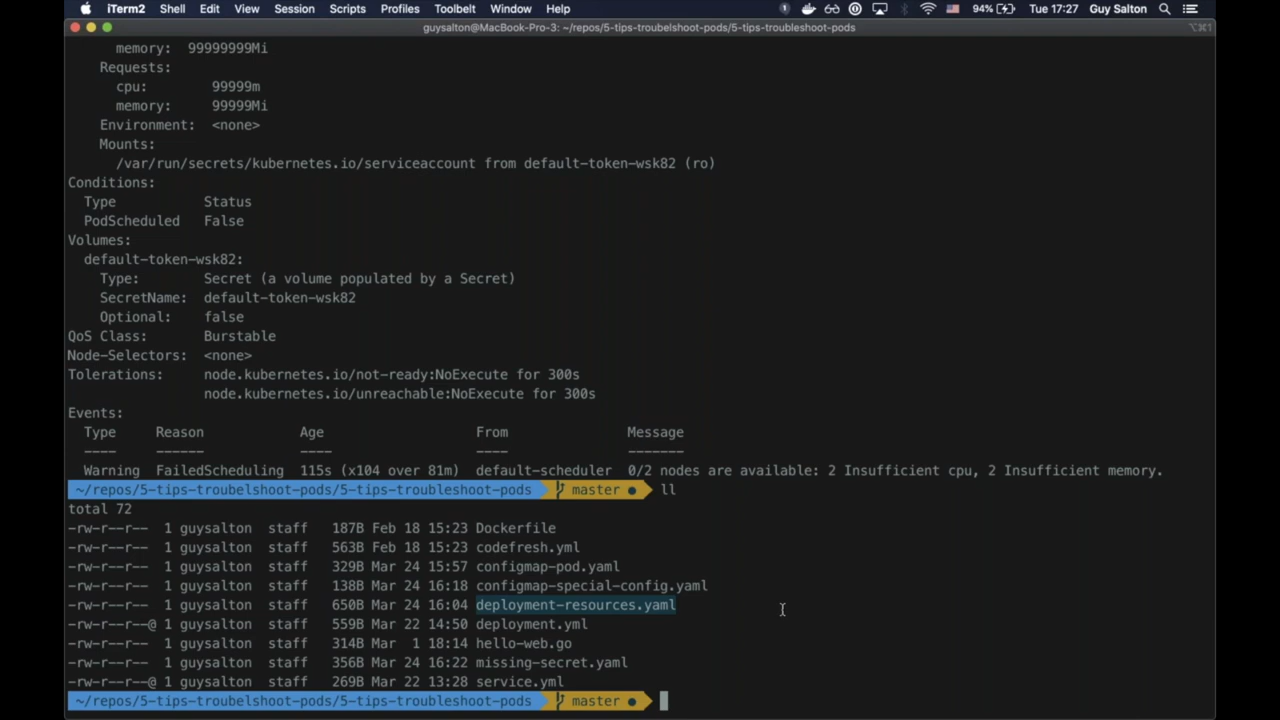 iTerm2 Shell Edit View Session Scripts Profiles Toolbelt Window Help 94% Tue 17:27 Guy Salton
guysalton@MacBook-Pro-3: ~/repos/5-tips-troubelshoot-pods/5-tips-troubleshoot-pods ⌥⌘1
memory: 99999999Mi
Requests:
cpu: 99999m
memory: 99999Mi
Environment: <none>
Mounts:
/var/run/secrets/kubernetes.io/serviceaccount from default-token-wsk82 (ro)
Conditions:
Type Status
PodScheduled False
Volumes:
default-token-wsk82:
Type: Secret (a volume populated by a Secret)
SecretName: default-token-wsk82
Optional: false
QoS Class: Burstable
Node-Selectors: <none>
Tolerations: node.kubernetes.io/not-ready:NoExecute for 300s
node.kubernetes.io/unreachable:NoExecute for 300s
Events:
Type Reason Age From Message
---- ------ ---- ---- -------
Warning FailedScheduling 115s (x104 over 81m) default-scheduler 0/2 nodes are available: 2 Insufficient cpu, 2 Insufficient memory.
~/repos/5-tips-troubelshoot-pods/5-tips-troubleshoot-pods master ● ll
total 72
-rw-r--r-- 1 guysalton staff 187B Feb 18 15:23 Dockerfile
-rw-r--r-- 1 guysalton staff 563B Feb 18 15:23 codefresh.yml
-rw-r--r-- 1 guysalton staff 329B Mar 24 15:57 configmap-pod.yaml
-rw-r--r-- 1 guysalton staff 138B Mar 24 16:18 configmap-special-config.yaml
-rw-r--r-- 1 guysalton staff 650B Mar 24 16:04 deployment-resources.yaml
-rw-r--r--@ 1 guysalton staff 559B Mar 22 14:50 deployment.yml
-rw-r--r-- 1 guysalton staff 314B Mar 1 18:14 hello-web.go
-rw-r--r-- 1 guysalton staff 356B Mar 24 16:22 missing-secret.yaml
-rw-r--r--@ 1 guysalton staff 269B Mar 22 13:28 service.yml
~/repos/5-tips-troubelshoot-pods/5-tips-troubleshoot-pods master ●